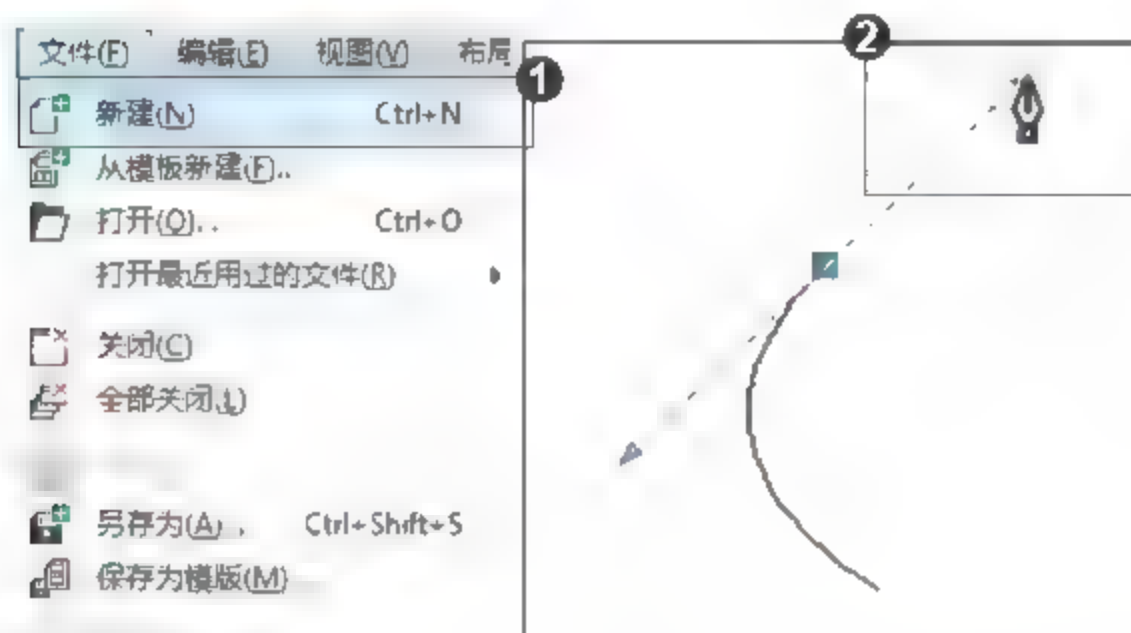 文件(F) 编辑(E) 视图(V) 布局
1
2
新建(N) Ctrl+N
从模板新建(F)..
打开(O).. Ctrl+O
打开最近用过的文件(R)
关闭(C)
全部关闭(L)
另存为(A).. Ctrl+Shift+S
保存为模版(M)